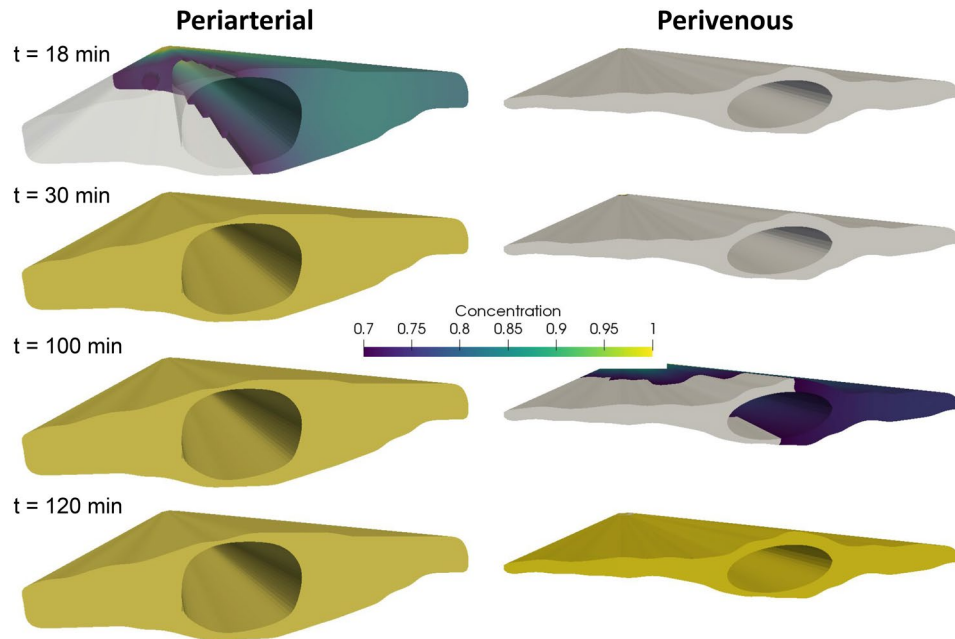 Periarterial Perivenous
t = 18 min
t = 30 min
Concentration
0.7 0.75 0.8 0.85 0.9 0.95 1
t = 100 min
t = 120 min